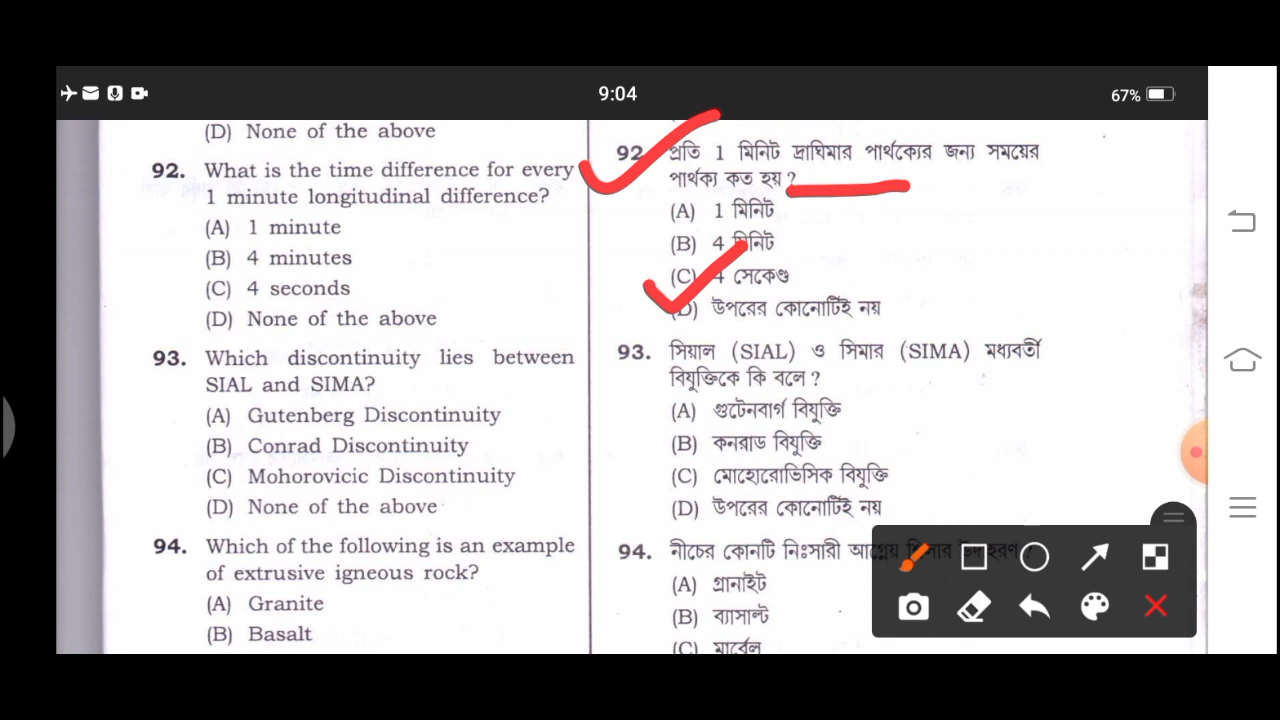 9:04
67%
(D) None of the above
92. What is the time difference for every
1 minute longitudinal difference?
(A) 1 minute
(B) 4 minutes
(C) 4 seconds
(D) None of the above
93. Which discontinuity lies between
SIAL and SIMA?
(A) Gutenberg Discontinuity
(B) Conrad Discontinuity
(C) Mohorovicic Discontinuity
(D) None of the above
94. Which of the following is an example
of extrusive igneous rock?
(A) Granite
(B) Basalt
92. প্রতি 1 মিনিট দ্রাঘিমার পার্থক্যের জন্য সময়ের
পার্থক্য কত হয় ?
(A) 1 মিনিট
(B) 4 মিনিট
(C) 4 সেকেণ্ড
(D) উপরের কোনোটিই নয়
93. সিয়াল (SIAL) ও সিমার (SIMA) মধ্যবর্তী
বিযুক্তিকে কি বলে ?
(A) গুটেনবার্গ বিযুক্তি
(B) কনরাড বিযুক্তি
(C) মোহোরোভিসিক বিযুক্তি
(D) উপরের কোনোটিই নয়
94. নীচের কোনটি নিঃসারী আগ্নেয় শিলার উদাহরণ ?
(A) গ্রানাইট
(B) ব্যাসাল্ট
(C) মার্বেল